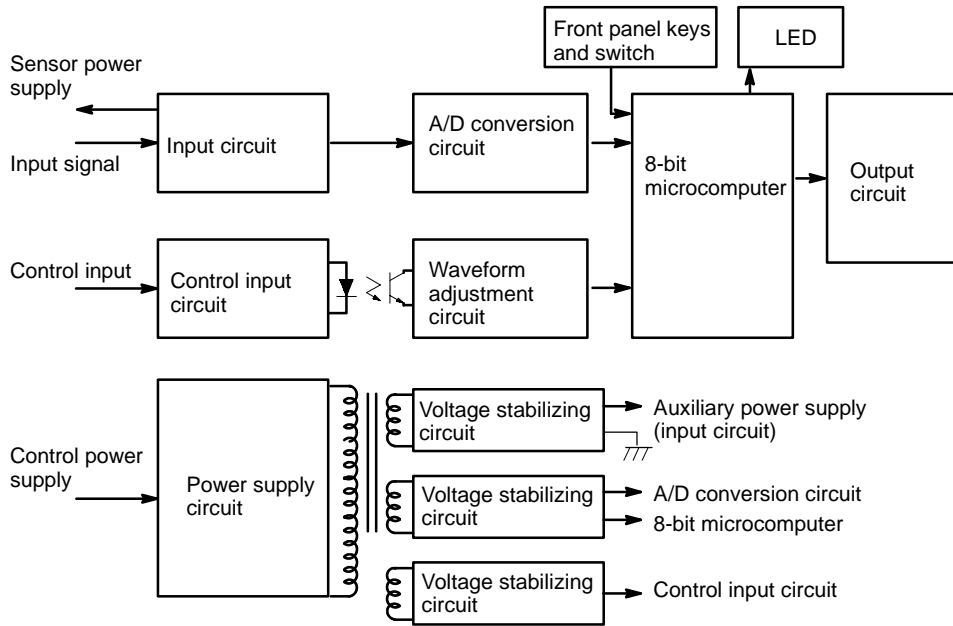 Front panel keys
and switch
LED
Sensor power
supply
Input signal
Input circuit
A/D conversion
circuit
8-bit
microcomputer
Output
circuit
Control input
Control input
circuit
Waveform
adjustment
circuit
Control power
supply
Power supply
circuit
Voltage stabilizing
circuit
Auxiliary power supply
(input circuit)
Voltage stabilizing
circuit
A/D conversion circuit
8-bit microcomputer
Voltage stabilizing
circuit
Control input circuit